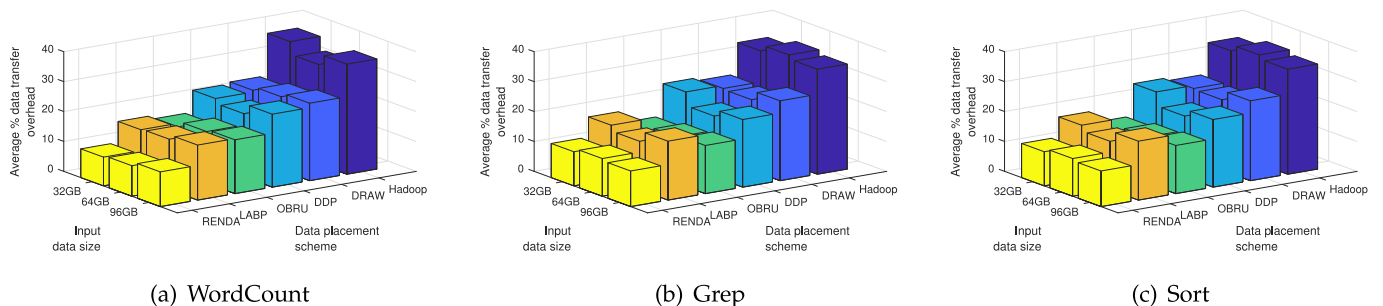 Average % data transfer
overhead
40
30
20
10
0
32GB
64GB
96GB
Input
data size
RENDA
LABP
OBRU
DDP
DRAW
Hadoop
Data placement
scheme
(a) WordCount
Average % data transfer
overhead
40
30
20
10
0
32GB
64GB
96GB
Input
data size
RENDA
LABP
OBRU
DDP
DRAW
Hadoop
Data placement
scheme
(b) Grep
Average % data transfer
overhead
40
30
20
10
0
32GB
64GB
96GB
Input
data size
RENDA
LABP
OBRU
DDP
DRAW
Hadoop
Data placement
scheme
(c) Sort